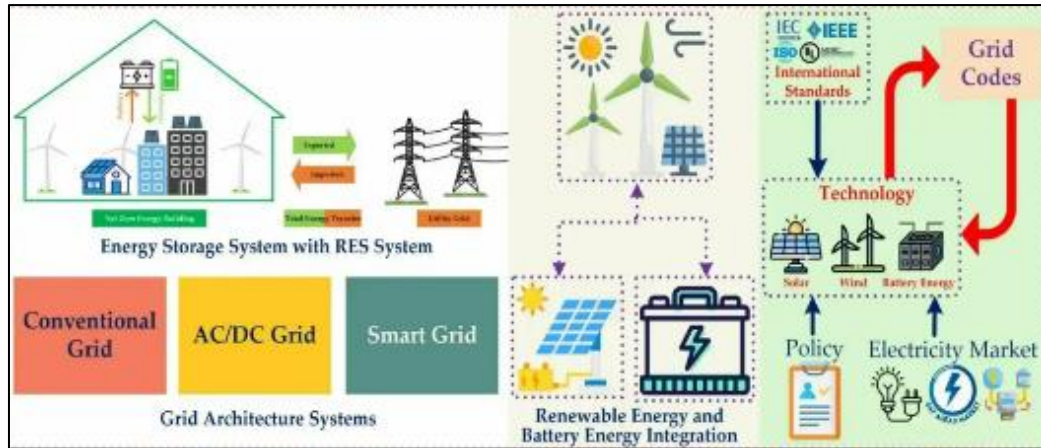 Exported
Imported
Net Zero Energy Building
Total Energy Transfer
Utility Grid
Energy Storage System with RES System
Conventional
Grid
AC/DC Grid
Smart Grid
Grid Architecture Systems
Renewable Energy and
Battery Energy Integration
IEC
IEEE
ISO
UL
International
Standards
Grid
Codes
Technology
Solar
Wind
Battery Energy
Policy
Electricity Market